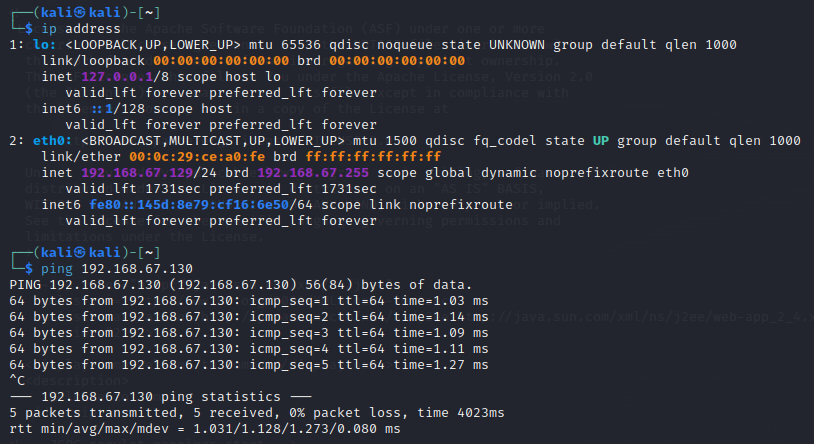 ┌──(kali㉿kali)-[~]
└─$ ip address
1: lo: <LOOPBACK,UP,LOWER_UP> mtu 65536 qdisc noqueue state UNKNOWN group default qlen 1000
    link/loopback 00:00:00:00:00:00 brd 00:00:00:00:00:00
    inet 127.0.0.1/8 scope host lo
       valid_lft forever preferred_lft forever
    inet6 ::1/128 scope host
       valid_lft forever preferred_lft forever
2: eth0: <BROADCAST,MULTICAST,UP,LOWER_UP> mtu 1500 qdisc fq_codel state UP group default qlen 1000
    link/ether 00:0c:29:ce:a0:fe brd ff:ff:ff:ff:ff:ff
    inet 192.168.67.129/24 brd 192.168.67.255 scope global dynamic noprefixroute eth0
       valid_lft 1731sec preferred_lft 1731sec
    inet6 fe80::145d:8e79:cf16:6e50/64 scope link noprefixroute
       valid_lft forever preferred_lft forever
┌──(kali㉿kali)-[~]
└─$ ping 192.168.67.130
PING 192.168.67.130 (192.168.67.130) 56(84) bytes of data.
64 bytes from 192.168.67.130: icmp_seq=1 ttl=64 time=1.03 ms
64 bytes from 192.168.67.130: icmp_seq=2 ttl=64 time=1.14 ms
64 bytes from 192.168.67.130: icmp_seq=3 ttl=64 time=1.09 ms
64 bytes from 192.168.67.130: icmp_seq=4 ttl=64 time=1.11 ms
64 bytes from 192.168.67.130: icmp_seq=5 ttl=64 time=1.27 ms
^C
--- 192.168.67.130 ping statistics ---
5 packets transmitted, 5 received, 0% packet loss, time 4023ms
rtt min/avg/max/mdev = 1.031/1.128/1.273/0.080 ms